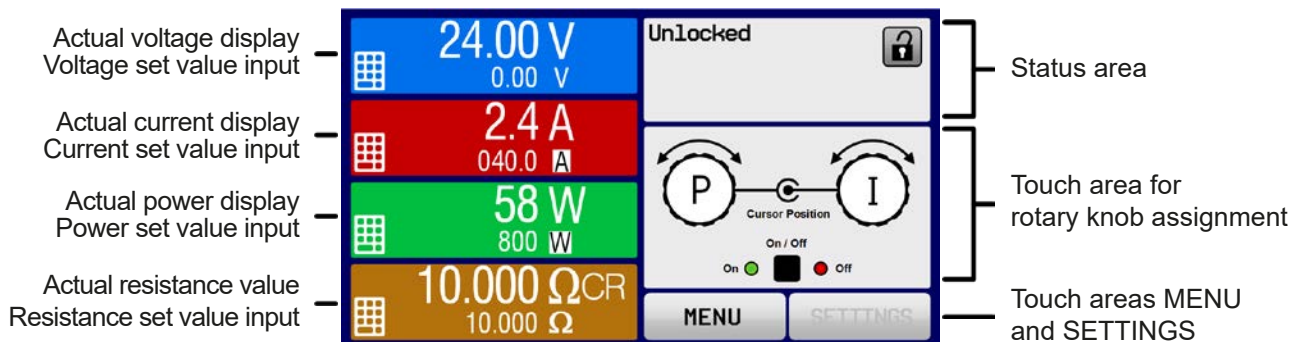 Actual voltage display
Voltage set value input
Actual current display
Current set value input
Actual power display
Power set value input
Actual resistance value
Resistance set value input
24.00 V
0.00 V
2.4 A
040.0 A
58 W
800 W
10.000 ΩCR
10.000 Ω
Unlocked
P
I
Cursor Position
On / Off
On
Off
MENU
SETTINGS
Status area
Touch area for
rotary knob assignment
Touch areas MENU
and SETTINGS